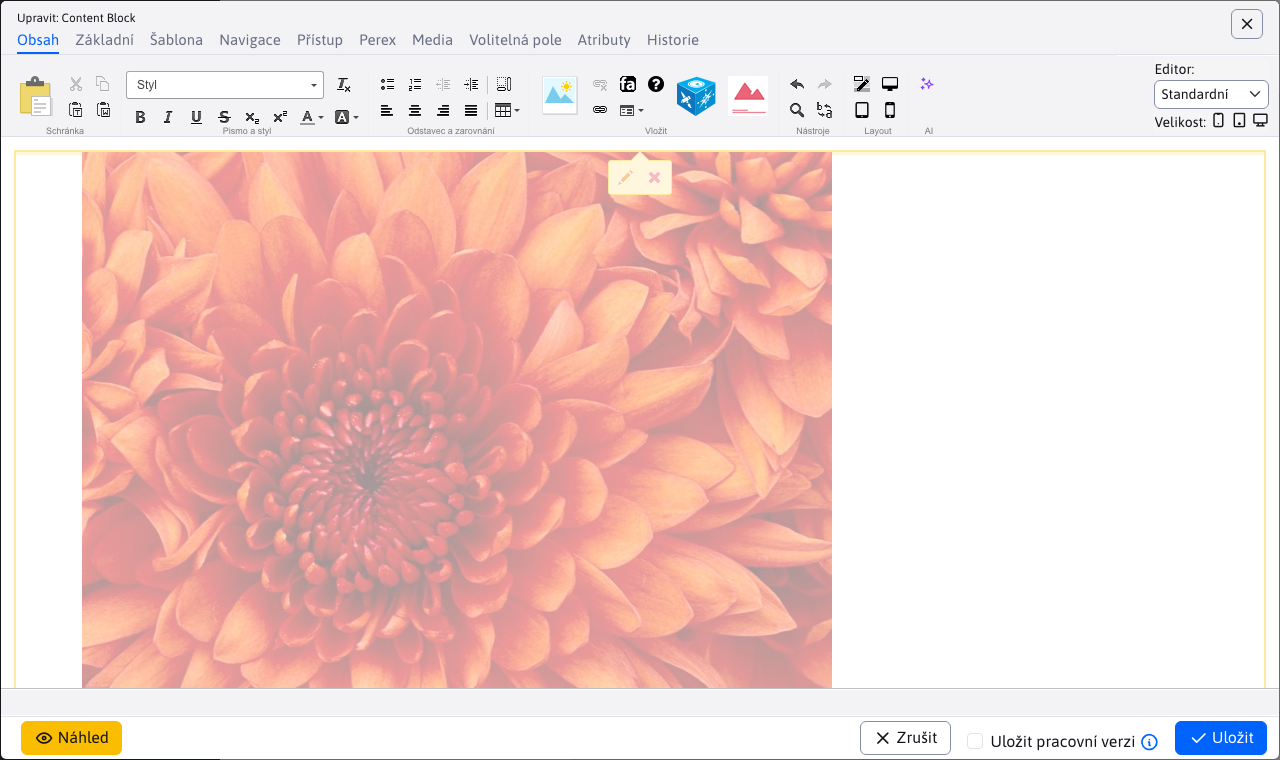 Upravit: Content Block
Obsah Základní Šablona Navigace Přístup Perex Media Volitelná pole Atributy Historie
Editor:
Styl
Standardní
Velikost:
Schránka Písmo a styl Odstavec a zarovnání Vložit Nástroje Layout AI
Náhled Zrušit Uložit pracovní verzi Uložit